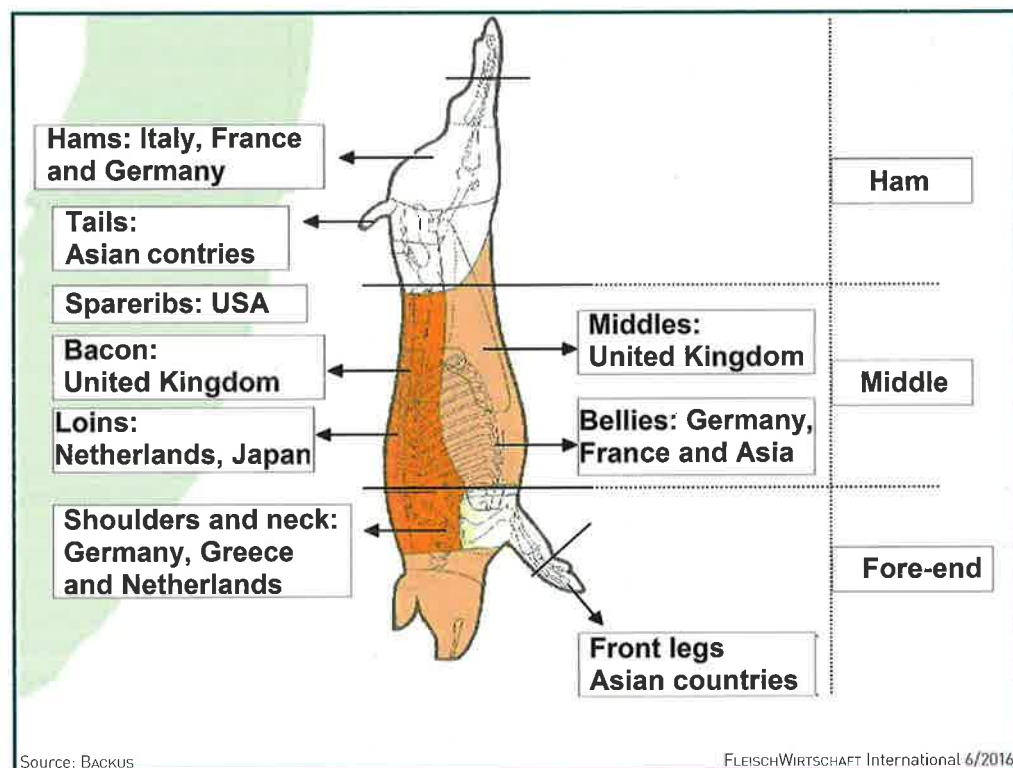 Hams: Italy, France
and Germany
Tails:
Asian contries
Spareribs: USA
Bacon:
United Kingdom
Loins:
Netherlands, Japan
Shoulders and neck:
Germany, Greece
and Netherlands
Middles:
United Kingdom
Bellies: Germany,
France and Asia
Front legs
Asian countries
Ham
Middle
Fore-end
Source: BACKUS
FLEISCHWIRTSCHAFT International 6/2016